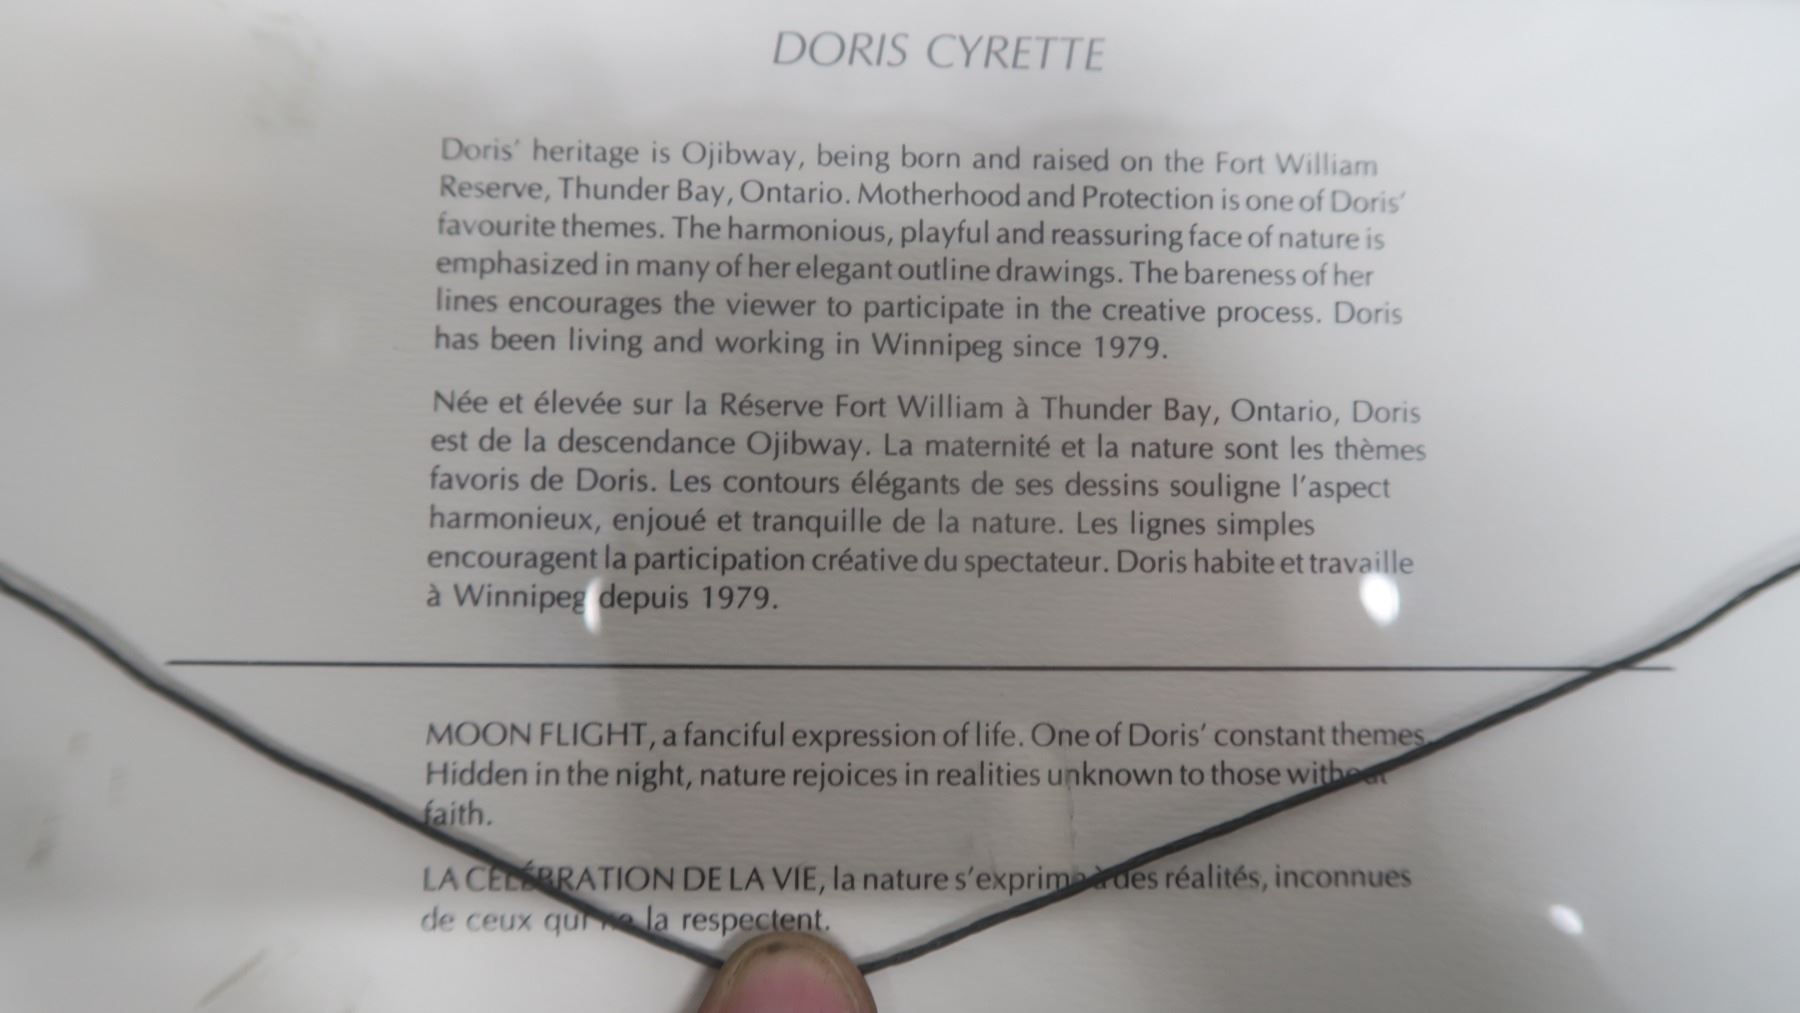 DORIS CYRETTE
Doris' heritage is Ojibway, being born and raised on the Fort William
Reserve, Thunder Bay, Ontario. Motherhood and Protection is one of Doris'
favourite themes. The harmonious, playful and reassuring face of nature is
emphasized in many of her elegant outline drawings. The bareness of her
lines encourages the viewer to participate in the creative process. Doris
has been living and working in Winnipeg since 1979.
Née et élevée sur la Réserve Fort William à Thunder Bay, Ontario, Doris
est de la descendance Ojibway. La maternité et la nature sont les thèmes
favoris de Doris. Les contours élégants de ses dessins souligne l'aspect
harmonieux, enjoué et tranquille de la nature. Les lignes simples
encouragent la participation créative du spectateur. Doris habite et travaille
à Winnipeg depuis 1979.
MOON FLIGHT, a fanciful expression of life. One of Doris' constant themes.
Hidden in the night, nature rejoices in realities unknown to those without
faith.
LA CÉLÉBRATION DE LA VIE, la nature s'exprime à des réalités, inconnues
de ceux qui ne la respectent.